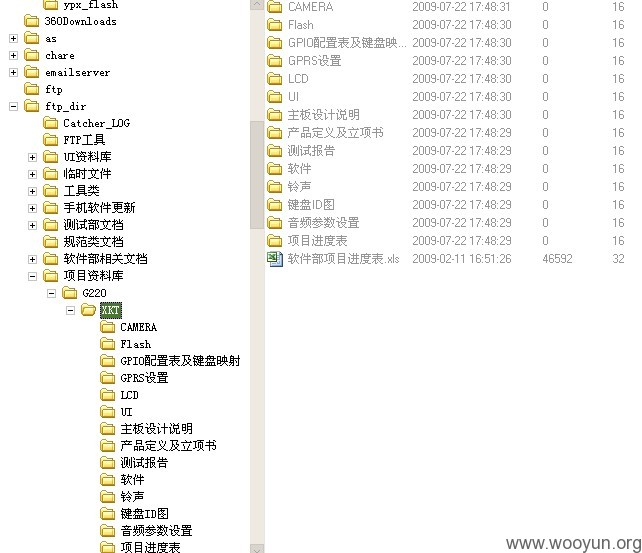 ypx_flash
360Downloads
as
chare
emailserver
ftp
ftp_dir
Catcher_LOG
FTP工具
UI资料库
临时文件
工具类
手机软件更新
测试部文档
规范类文档
软件部相关文档
项目资料库
G220
XKT
CAMERA
Flash
GPIO配置表及键盘映射
GPRS设置
LCD
UI
主板设计说明
产品定义及立项书
测试报告
软件
铃声
键盘ID图
音频参数设置
项目进度表
CAMERA 2009-07-22 17:48:31 0 16
Flash 2009-07-22 17:48:30 0 16
GPIO配置表及键盘映... 2009-07-22 17:48:30 0 16
GPRS设置 2009-07-22 17:48:30 0 16
LCD 2009-07-22 17:48:30 0 16
UI 2009-07-22 17:48:30 0 16
主板设计说明 2009-07-22 17:48:30 0 16
产品定义及立项书 2009-07-22 17:48:29 0 16
测试报告 2009-07-22 17:48:29 0 16
软件 2009-07-22 17:48:29 0 16
铃声 2009-07-22 17:48:29 0 16
键盘ID图 2009-07-22 17:48:29 0 16
音频参数设置 2009-07-22 17:48:29 0 16
项目进度表 2009-07-22 17:48:29 0 16
软件部项目进度表.xls 2009-02-11 16:51:26 46592 32
www.wooyun.org